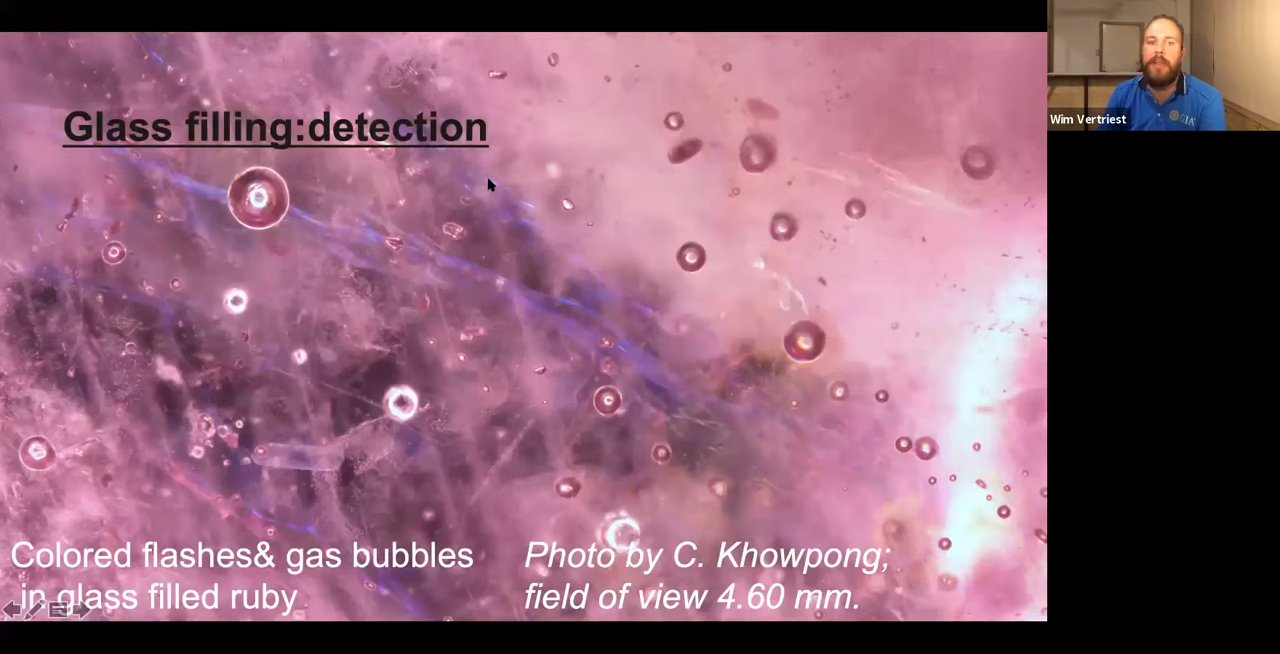 Glass filling:detection
Wim Vertriest
GIA
Colored flashes& gas bubbles
in glass filled ruby
Photo by C. Khowpong;
field of view 4.60 mm.